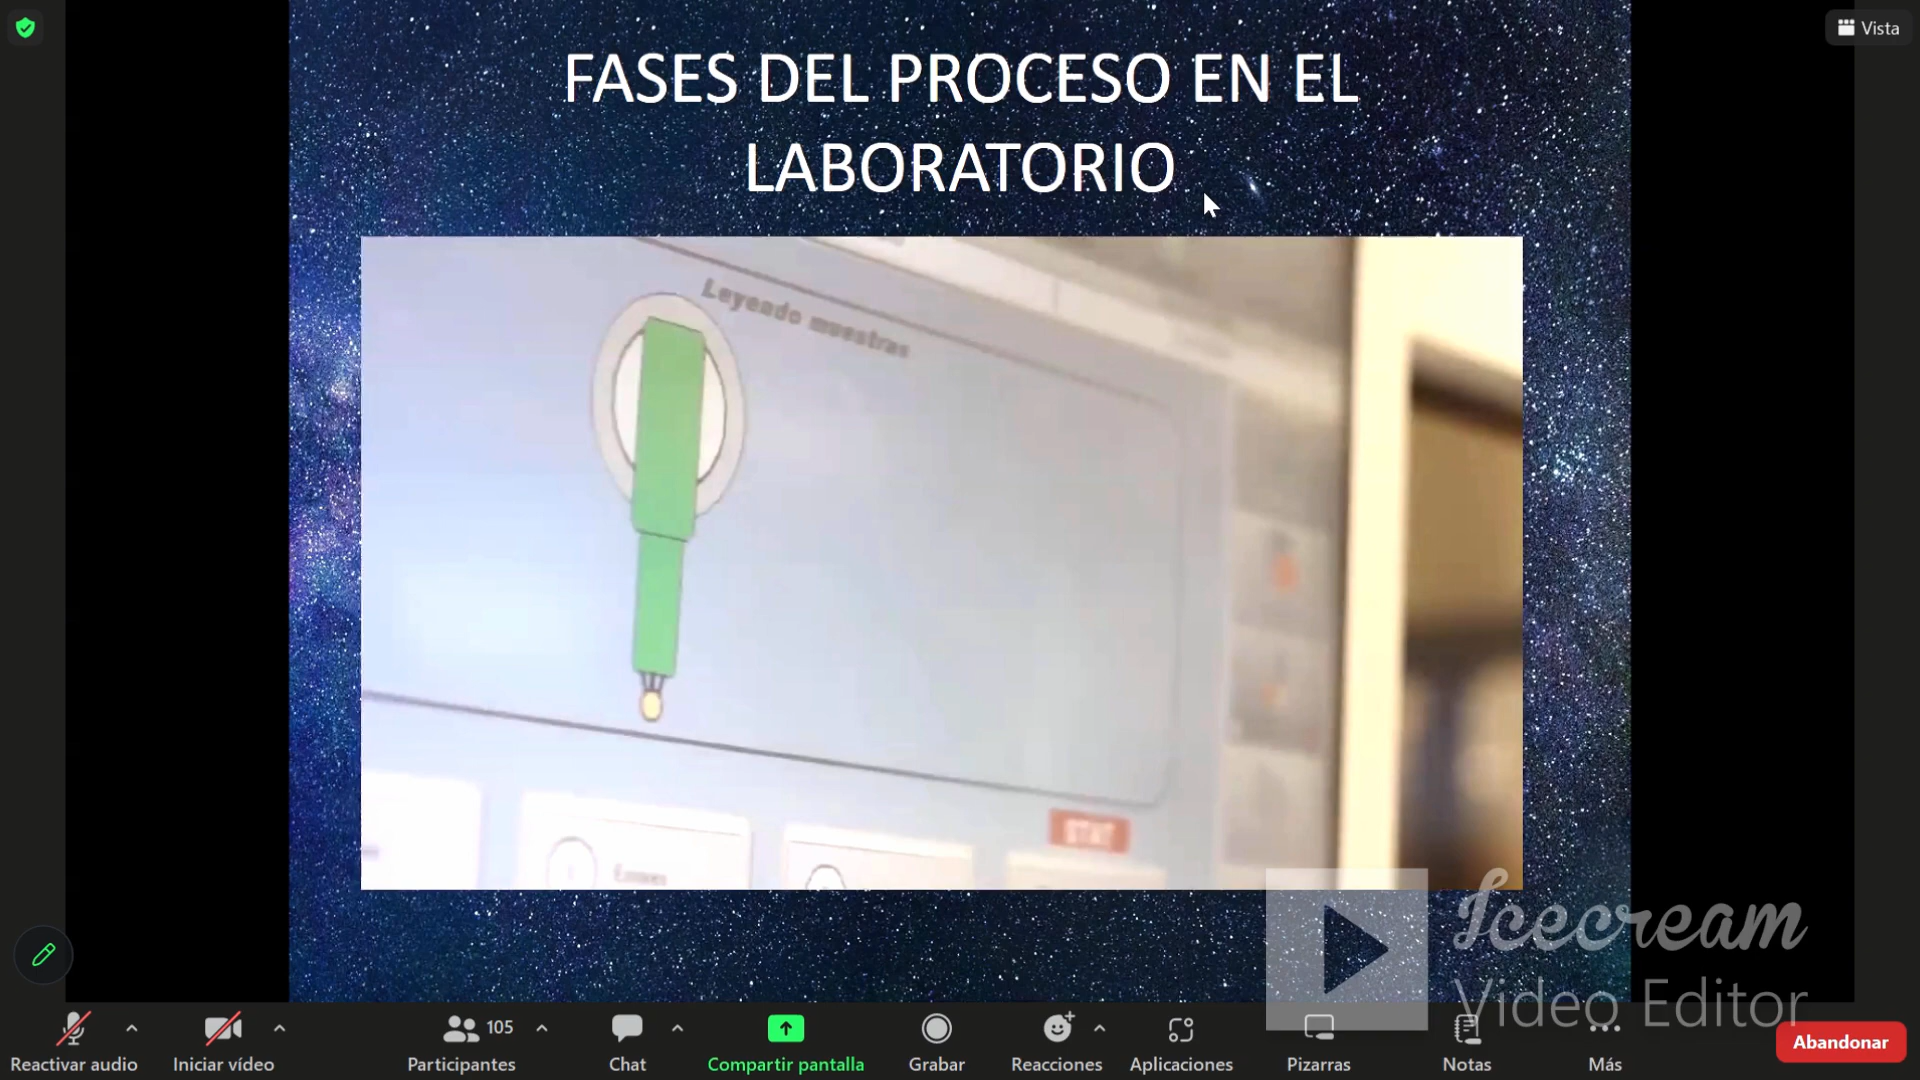 Vista
FASES DEL PROCESO EN EL
LABORATORIO
Leyendo muestras
STAT
Icecream
Video Editor
105
Reactivar audio
Iniciar vídeo
Participantes
Chat
Compartir pantalla
Grabar
Reacciones
Aplicaciones
Pizarras
Notas
Más
Abandonar